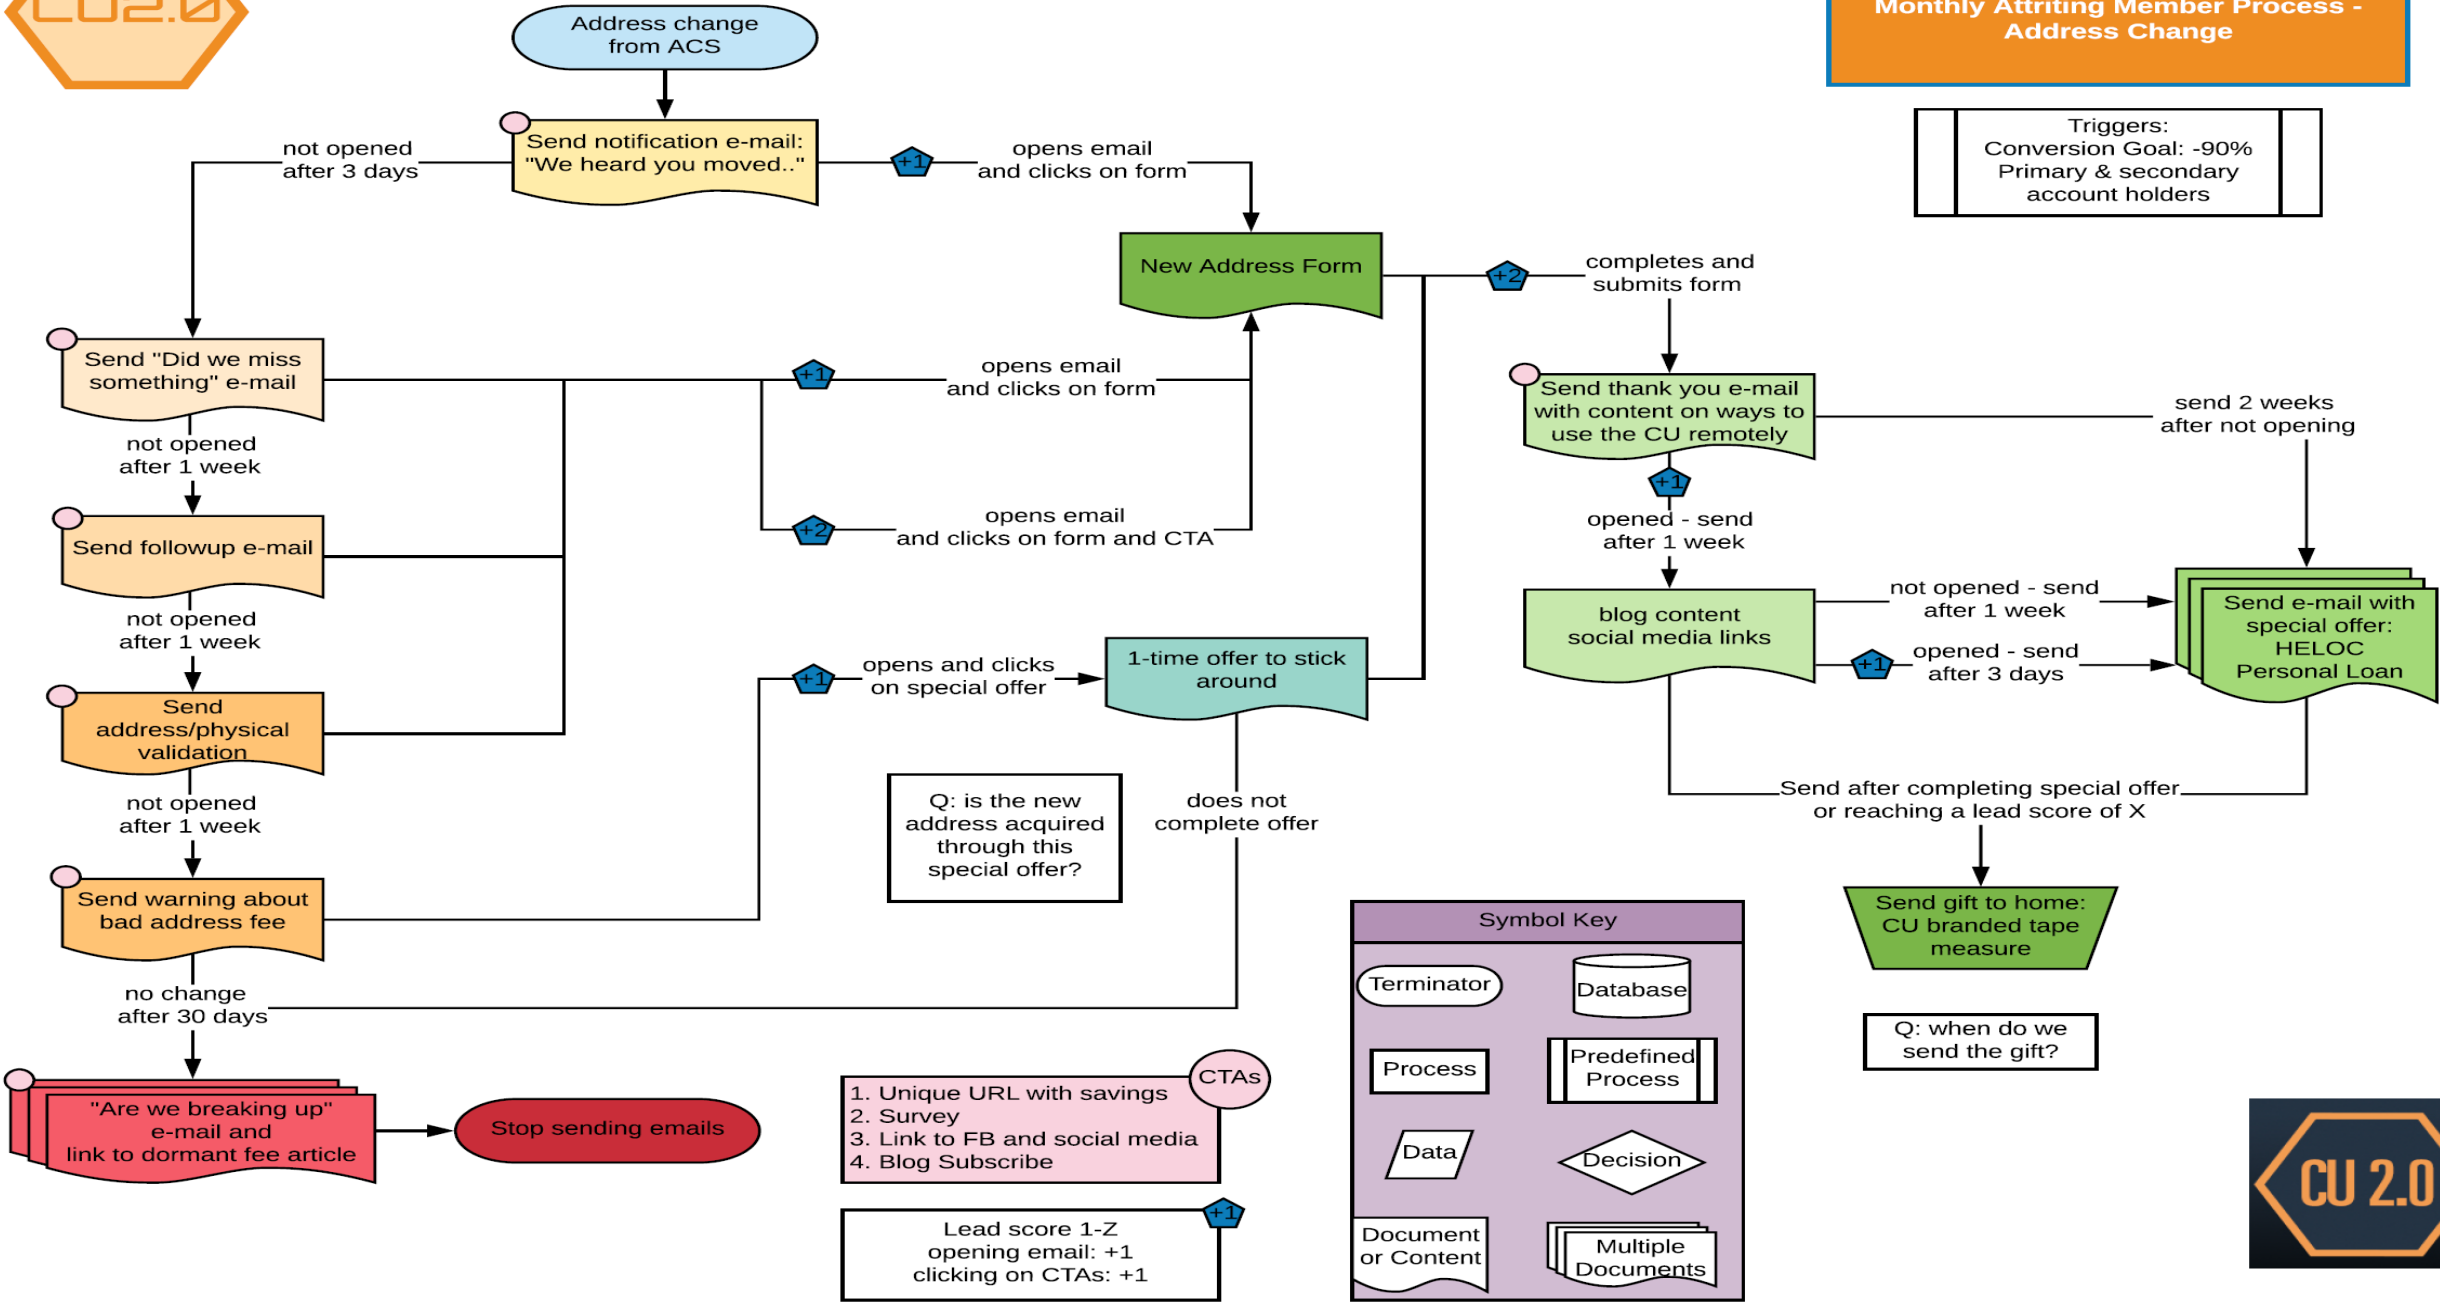 CU2.0
Address change
from ACS
Monthly Attriting Member Process -
Address Change
Triggers:
Conversion Goal: -90%
Primary & secondary
account holders
not opened
after 3 days
Send notification e-mail:
"We heard you moved.."
+1
opens email
and clicks on form
New Address Form
+2
completes and
submits form
Send "Did we miss
something" e-mail
+1
opens email
and clicks on form
Send thank you e-mail
with content on ways to
use the CU remotely
send 2 weeks
after not opening
not opened
after 1 week
+1
opened - send
after 1 week
Send followup e-mail
+2
opens email
and clicks on form and CTA
not opened
after 1 week
blog content
social media links
not opened - send
after 1 week
+1
opened - send
after 3 days
Send e-mail with
special offer:
HELOC
Personal Loan
Send
address/physical
validation
+1
opens and clicks
on special offer
1-time offer to stick
around
not opened
after 1 week
Q: is the new
address acquired
through this
special offer?
does not
complete offer
Send after completing special offer
or reaching a lead score of X
Send warning about
bad address fee
Send gift to home:
CU branded tape
measure
no change
after 30 days
Q: when do we
send the gift?
"Are we breaking up"
e-mail and
link to dormant fee article
Stop sending emails
CTAs
1. Unique URL with savings
2. Survey
3. Link to FB and social media
4. Blog Subscribe
+1
Lead score 1-Z
opening email: +1
clicking on CTAs: +1
Symbol Key
Terminator
Database
Process
Predefined
Process
Data
Decision
Document
or Content
Multiple
Documents
CU 2.0